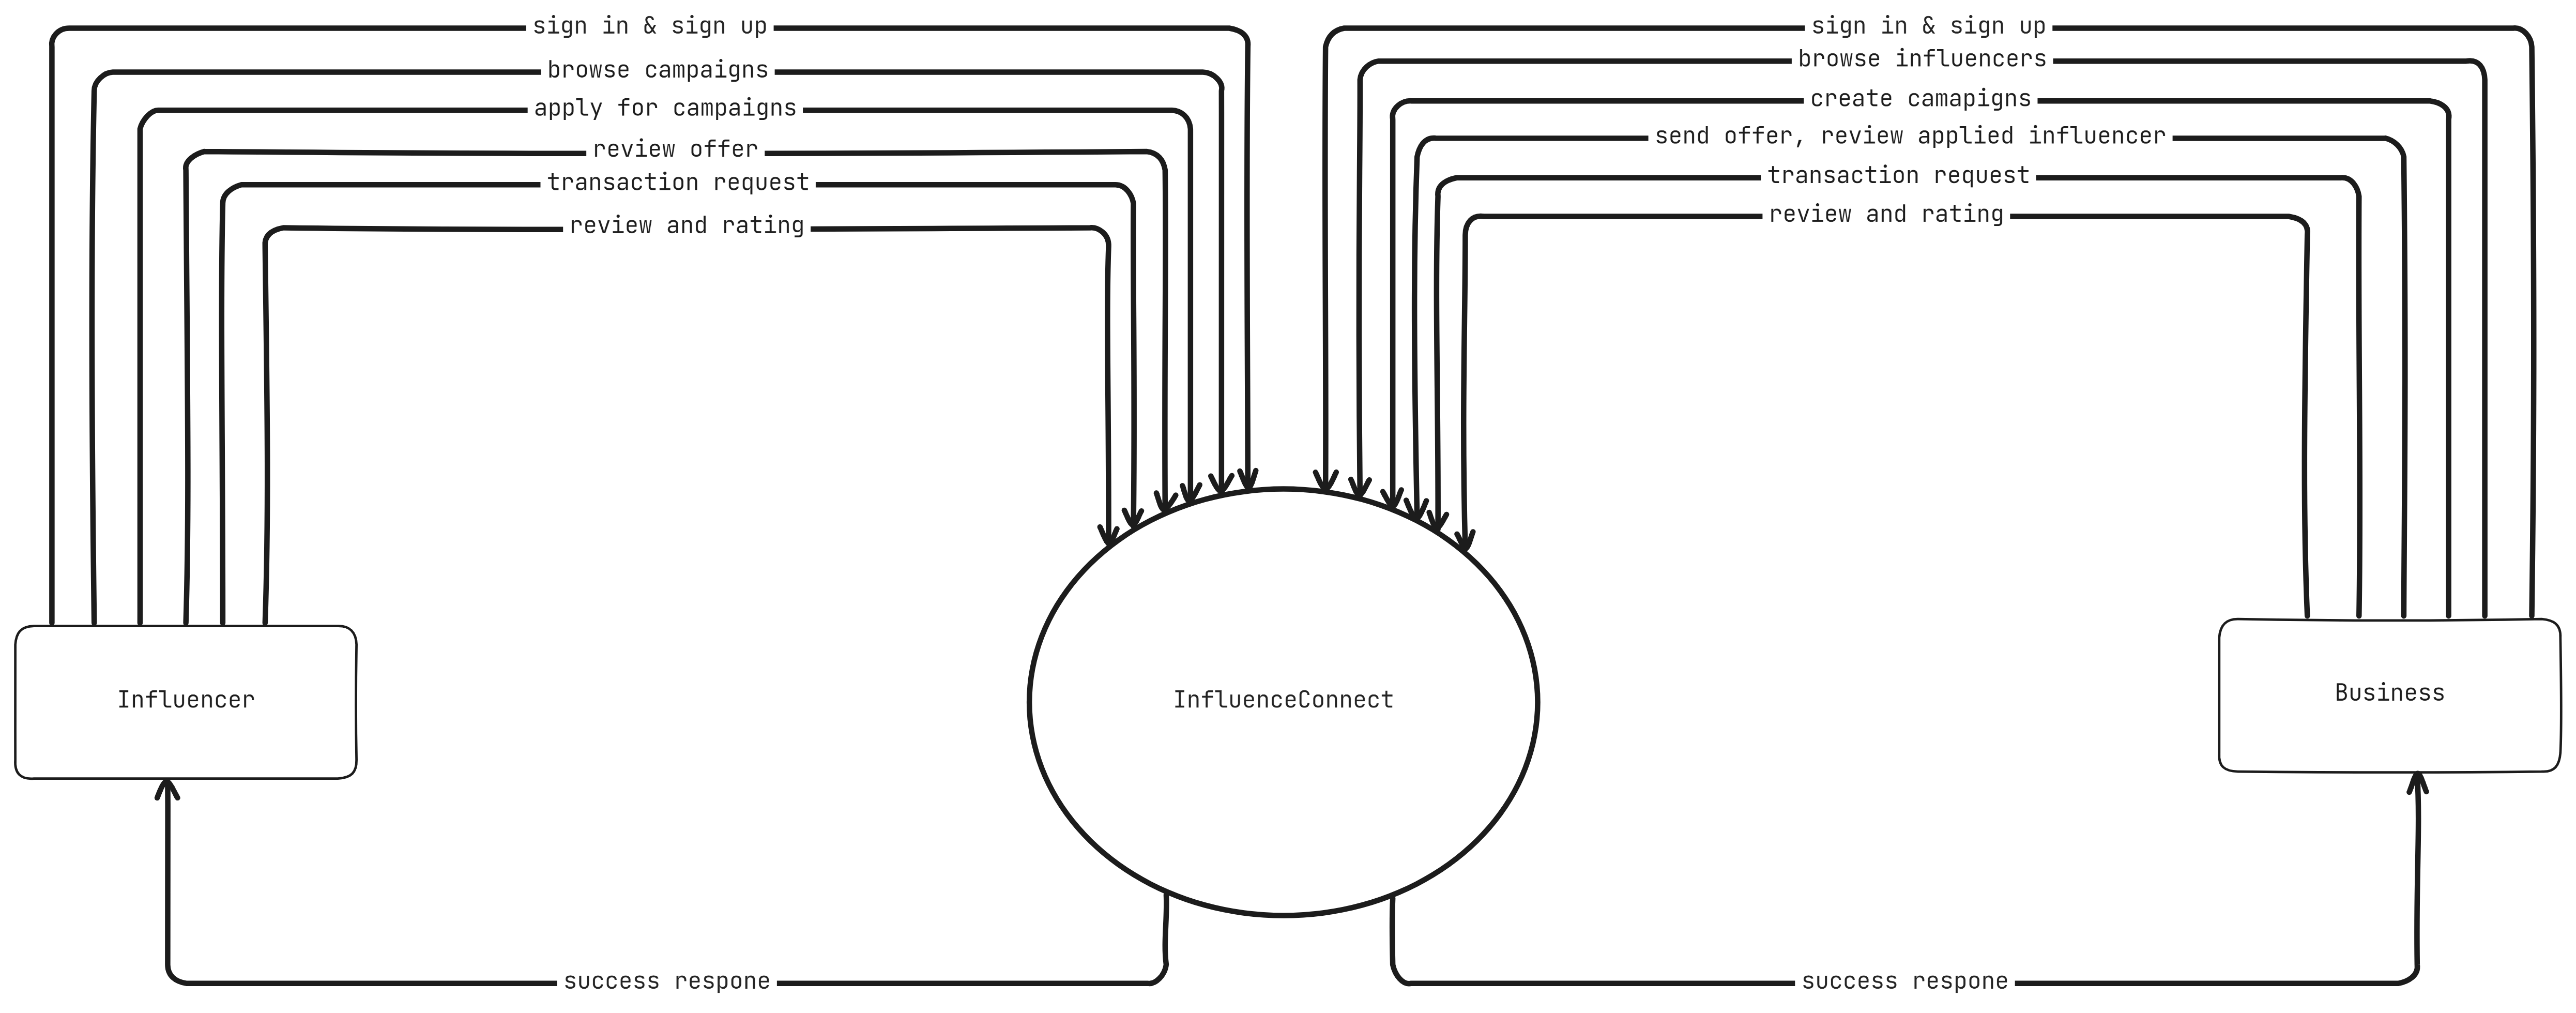 sign in & sign up
browse campaigns
apply for campaigns
review offer
transaction request
review and rating
sign in & sign up
browse influencers
create camapigns
send offer, review applied influencer
transaction request
review and rating
Influencer
InfluenceConnect
Business
success respone
success respone